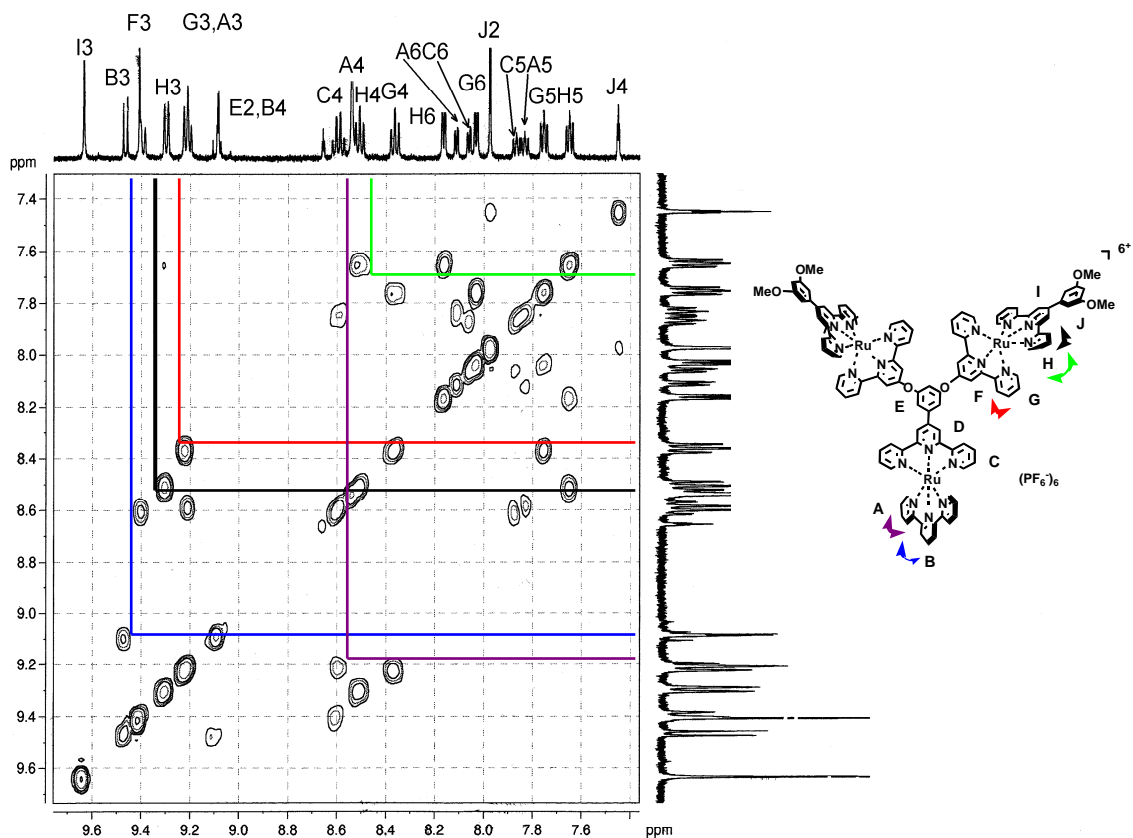 I3
B3
F3
H3
G3,A3
E2,B4
C4
A4
H4
G4
A6C6
H6
G6
J2
C5A5
G5H5
J4
ppm
7.4
7.6
7.8
8.0
8.2
8.4
8.6
8.8
9.0
9.2
9.4
9.6
9.6
9.4
9.2
9.0
8.8
8.6
8.4
8.2
8.0
7.8
7.6
7.4
ppm
ppm
6+
OMe
MeO
OMe
OMe
I
J
H
G
F
E
D
C
A
B
N
N
N
N
N
N
Ru
N
N
N
N
N
N
Ru
O
O
N
N
N
Ru
N
N
N
(PF6)6